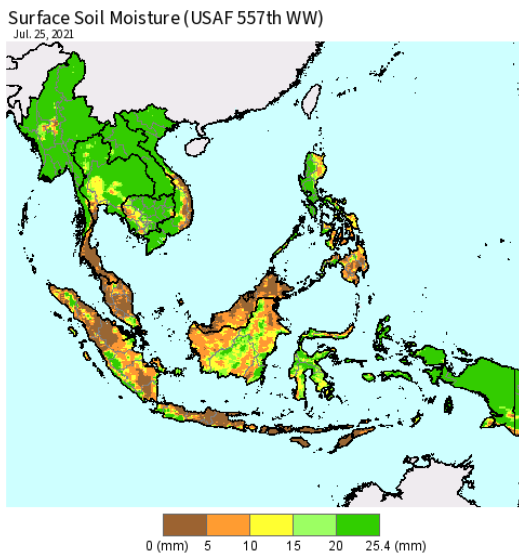 Surface Soil Moisture (USAF 557th WW)
Jul. 25, 2021
0 (mm) 5 10 15 20 25.4 (mm)